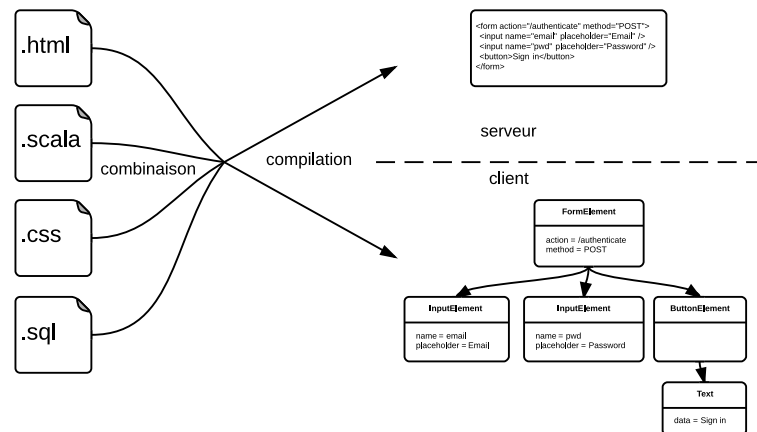 .html
.scala
.css
.sql
combinaison
compilation
<form action="/authenticate" method="POST">
<input name="email" placeholder="Email" />
<input name="pwd" placeholder="Password" />
<button>Sign in</button>
</form>
serveur
client
FormElement
action = /authenticate
method = POST
InputElement
name = email
placeholder = Email
InputElement
name = pwd
placeholder = Password
ButtonElement
Text
data = Sign in